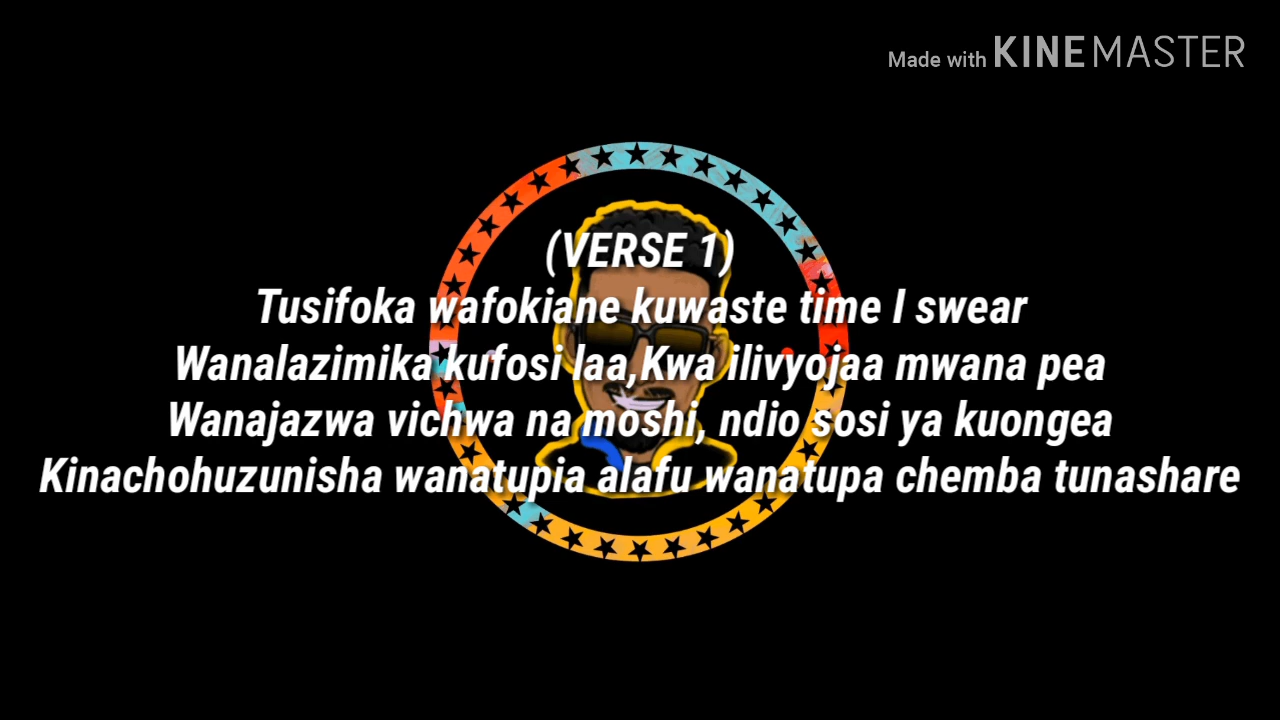 Made with KINEMASTER
(VERSE 1)
Tusifoka wafokiane kuwaste time I swear
Wanalazimika kufosi laa,Kwa ilivyojaa mwana pea
Wanajazwa vichwa na moshi, ndio sosi ya kuongea
Kinachohuzunisha wanatupia alafu wanatupa chemba tunashare